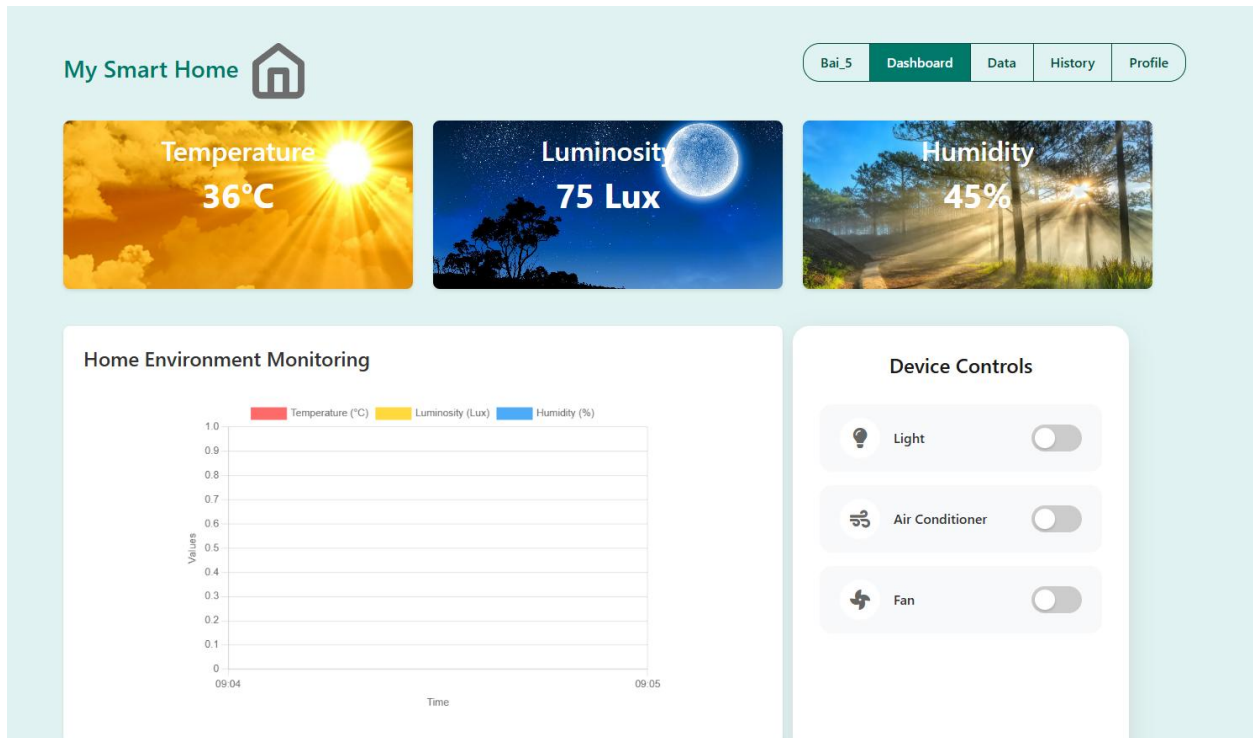 My Smart Home
Bai_5 Dashboard Data History Profile
Temperature
36°C
Luminosity
75 Lux
Humidity
45%
Home Environment Monitoring
Temperature (°C) Luminosity (Lux) Humidity (%)
1.0
0.9
0.8
0.7
0.6
0.5
0.4
0.3
0.2
0.1
0
Values
09:04 09:05
Time
Device Controls
Light
Air Conditioner
Fan